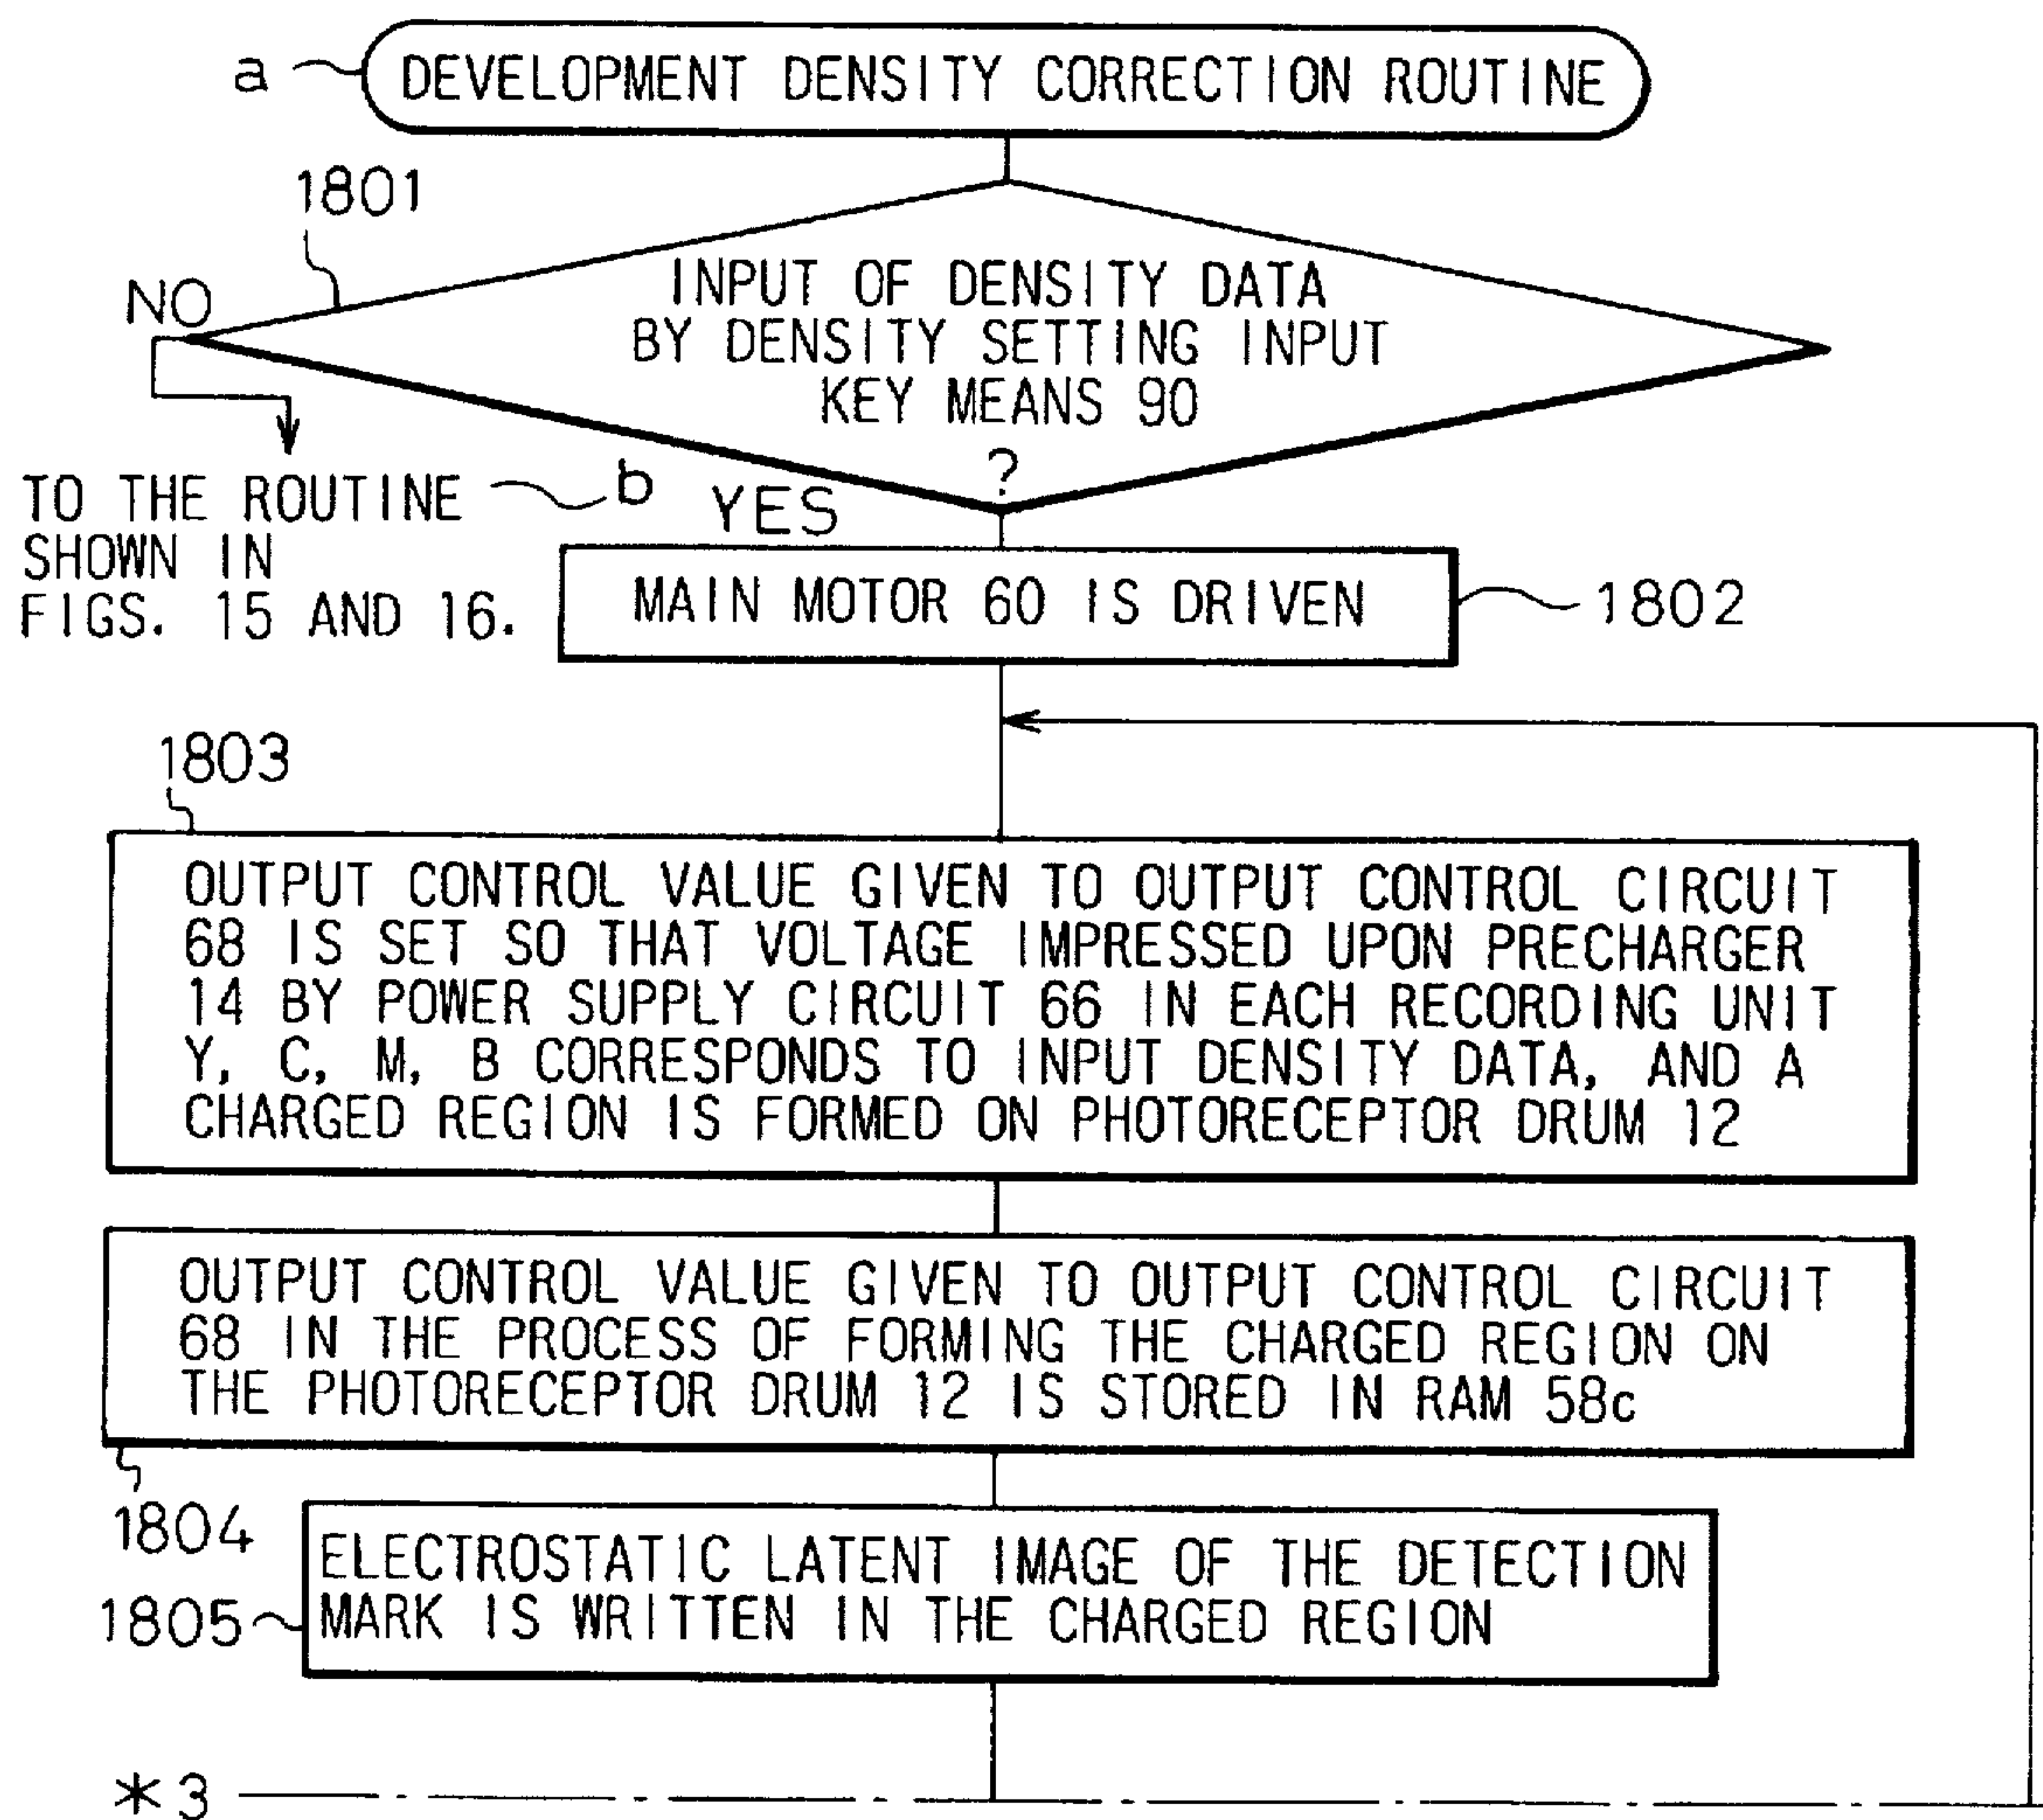 a
DEVELOPMENT DENSITY CORRECTION ROUTINE
1801
NO
INPUT OF DENSITY DATA
BY DENSITY SETTING INPUT
KEY MEANS 90
?
TO THE ROUTINE
SHOWN IN
FIGS. 15 AND 16.
b
YES
MAIN MOTOR 60 IS DRIVEN
1802
1803
OUTPUT CONTROL VALUE GIVEN TO OUTPUT CONTROL CIRCUIT
68 IS SET SO THAT VOLTAGE IMPRESSED UPON PRECHARGER
14 BY POWER SUPPLY CIRCUIT 66 IN EACH RECORDING UNIT
Y, C, M, B CORRESPONDS TO INPUT DENSITY DATA, AND A
CHARGED REGION IS FORMED ON PHOTORECEPTOR DRUM 12
OUTPUT CONTROL VALUE GIVEN TO OUTPUT CONTROL CIRCUIT
68 IN THE PROCESS OF FORMING THE CHARGED REGION ON
THE PHOTORECEPTOR DRUM 12 IS STORED IN RAM 58c
1804
ELECTROSTATIC LATENT IMAGE OF THE DETECTION
MARK IS WRITTEN IN THE CHARGED REGION
1805
*3